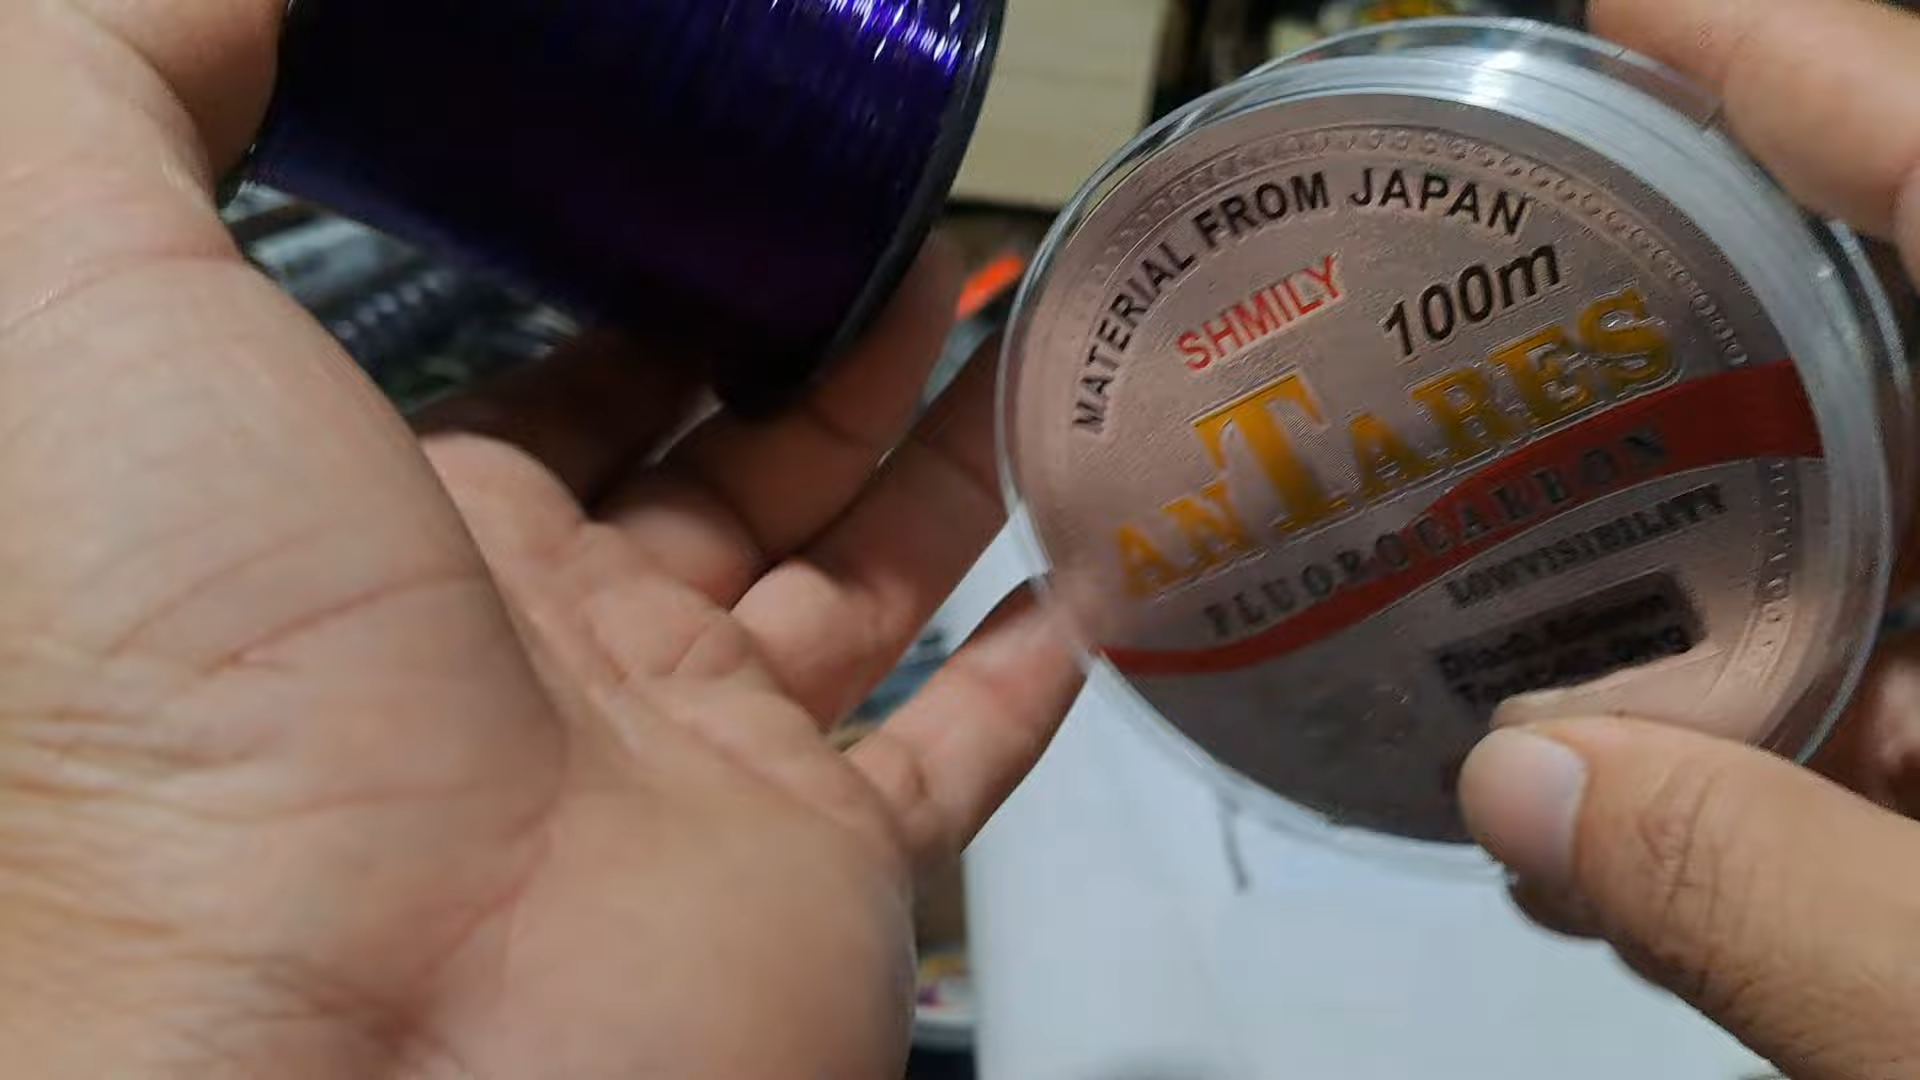 MATERIAL FROM JAPAN
SHMILY
100m
ANTARES
FLUOROCARBON
LOWVISIBILITY